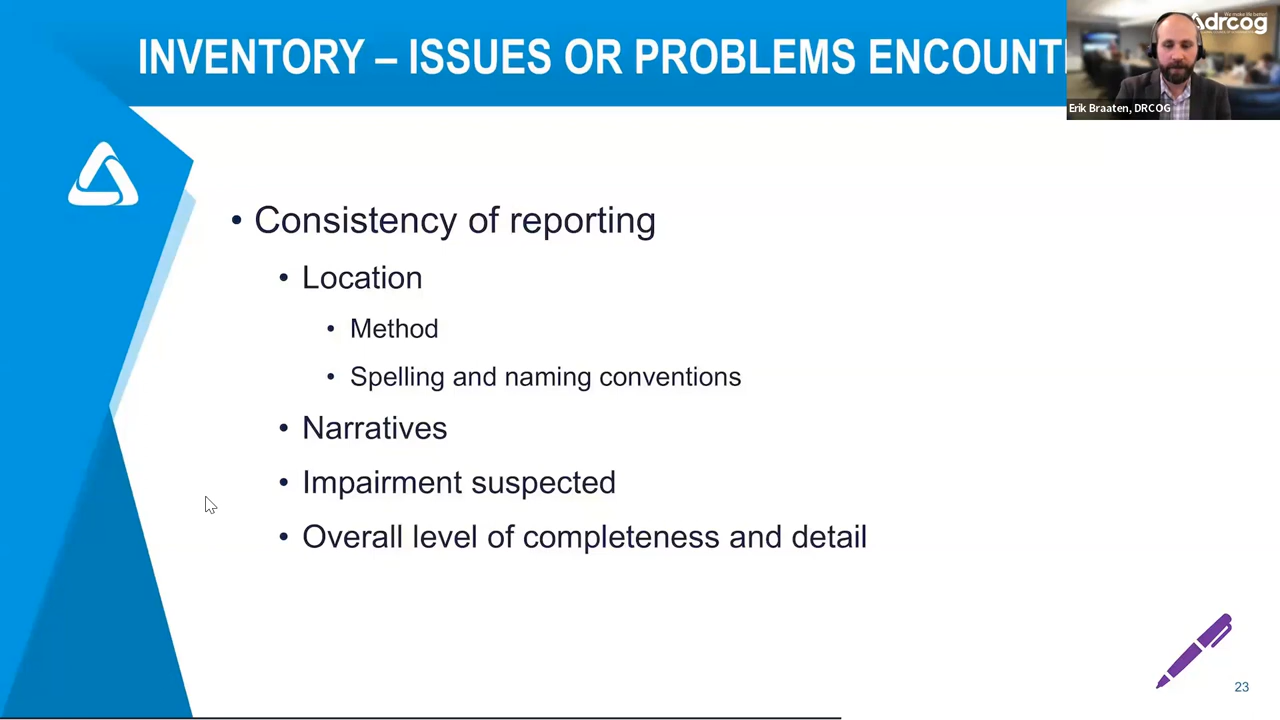 INVENTORY – ISSUES OR PROBLEMS ENCOUNT
drcog
Erik Braaten, DRCOG
• Consistency of reporting
• Location
• Method
• Spelling and naming conventions
• Narratives
• Impairment suspected
• Overall level of completeness and detail
23